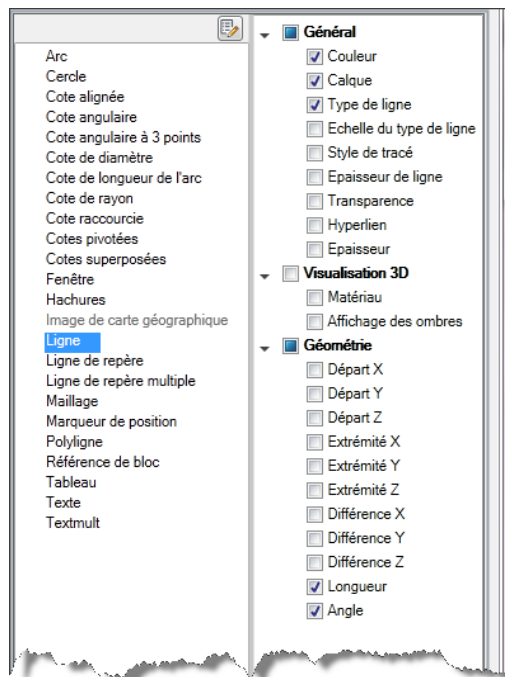 Arc
Cercle
Cote alignée
Cote angulaire
Cote angulaire à 3 points
Cote de diamètre
Cote de longueur de l'arc
Cote de rayon
Cote raccourcie
Cotes pivotées
Cotes superposées
Fenêtre
Hachures
Image de carte géographique
Ligne
Ligne de repère
Ligne de repère multiple
Maillage
Marqueur de position
Polyligne
Référence de bloc
Tableau
Texte
Textmult
Général
Couleur
Calque
Type de ligne
Echelle du type de ligne
Style de tracé
Epaisseur de ligne
Transparence
Hyperlien
Epaisseur
Visualisation 3D
Matériau
Affichage des ombres
Géométrie
Départ X
Départ Y
Départ Z
Extrémité X
Extrémité Y
Extrémité Z
Différence X
Différence Y
Différence Z
Longueur
Angle